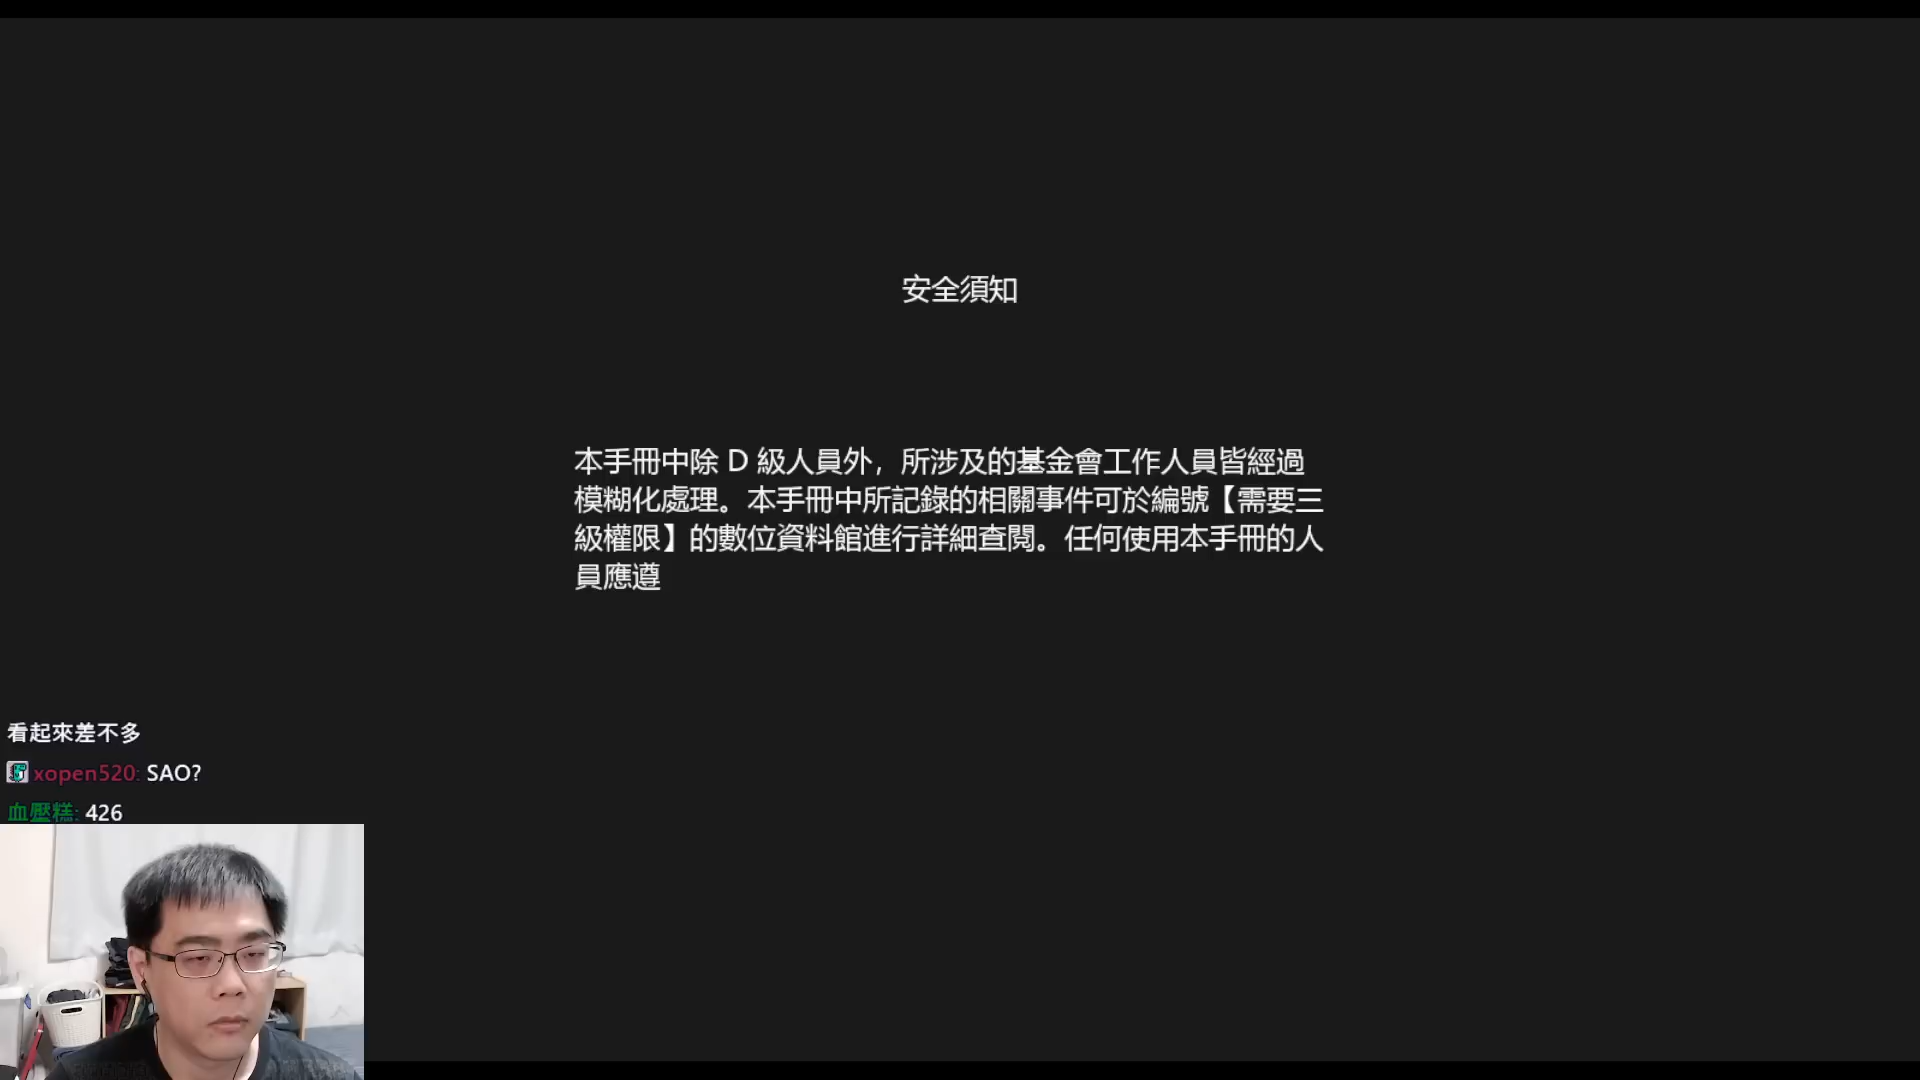 安全須知
本手冊中除 D 級人員外，所涉及的基金會工作人員皆經過
模糊化處理。本手冊中所記錄的相關事件可於編號【需要三
級權限】的數位資料館進行詳細查閱。任何使用本手冊的人
員應遵
看起來差不多
xopen520: SAO?
血壓糕: 426